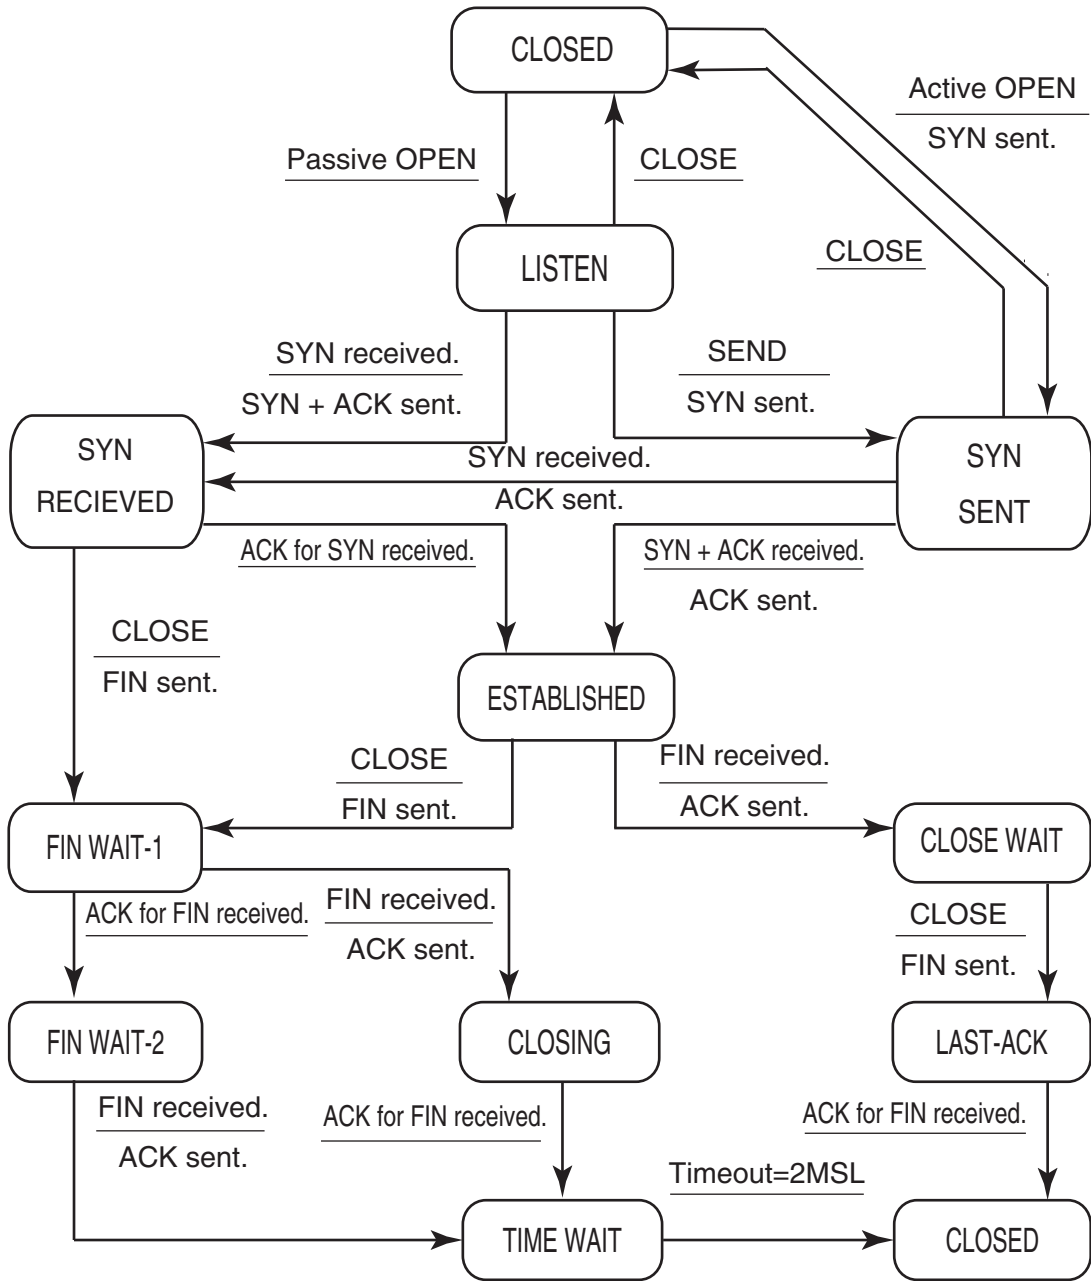 CLOSED
Active OPEN
SYN sent.
Passive OPEN
CLOSE
CLOSE
LISTEN
SYN received.
SYN + ACK sent.
SEND
SYN sent.
SYN
RECIEVED
SYN received.
ACK sent.
SYN
SENT
ACK for SYN received.
SYN + ACK received.
ACK sent.
CLOSE
FIN sent.
ESTABLISHED
CLOSE
FIN sent.
FIN received.
ACK sent.
FIN WAIT-1
CLOSE WAIT
ACK for FIN received.
FIN received.
ACK sent.
CLOSE
FIN sent.
FIN WAIT-2
CLOSING
LAST-ACK
FIN received.
ACK sent.
ACK for FIN received.
ACK for FIN received.
Timeout=2MSL
TIME WAIT
CLOSED